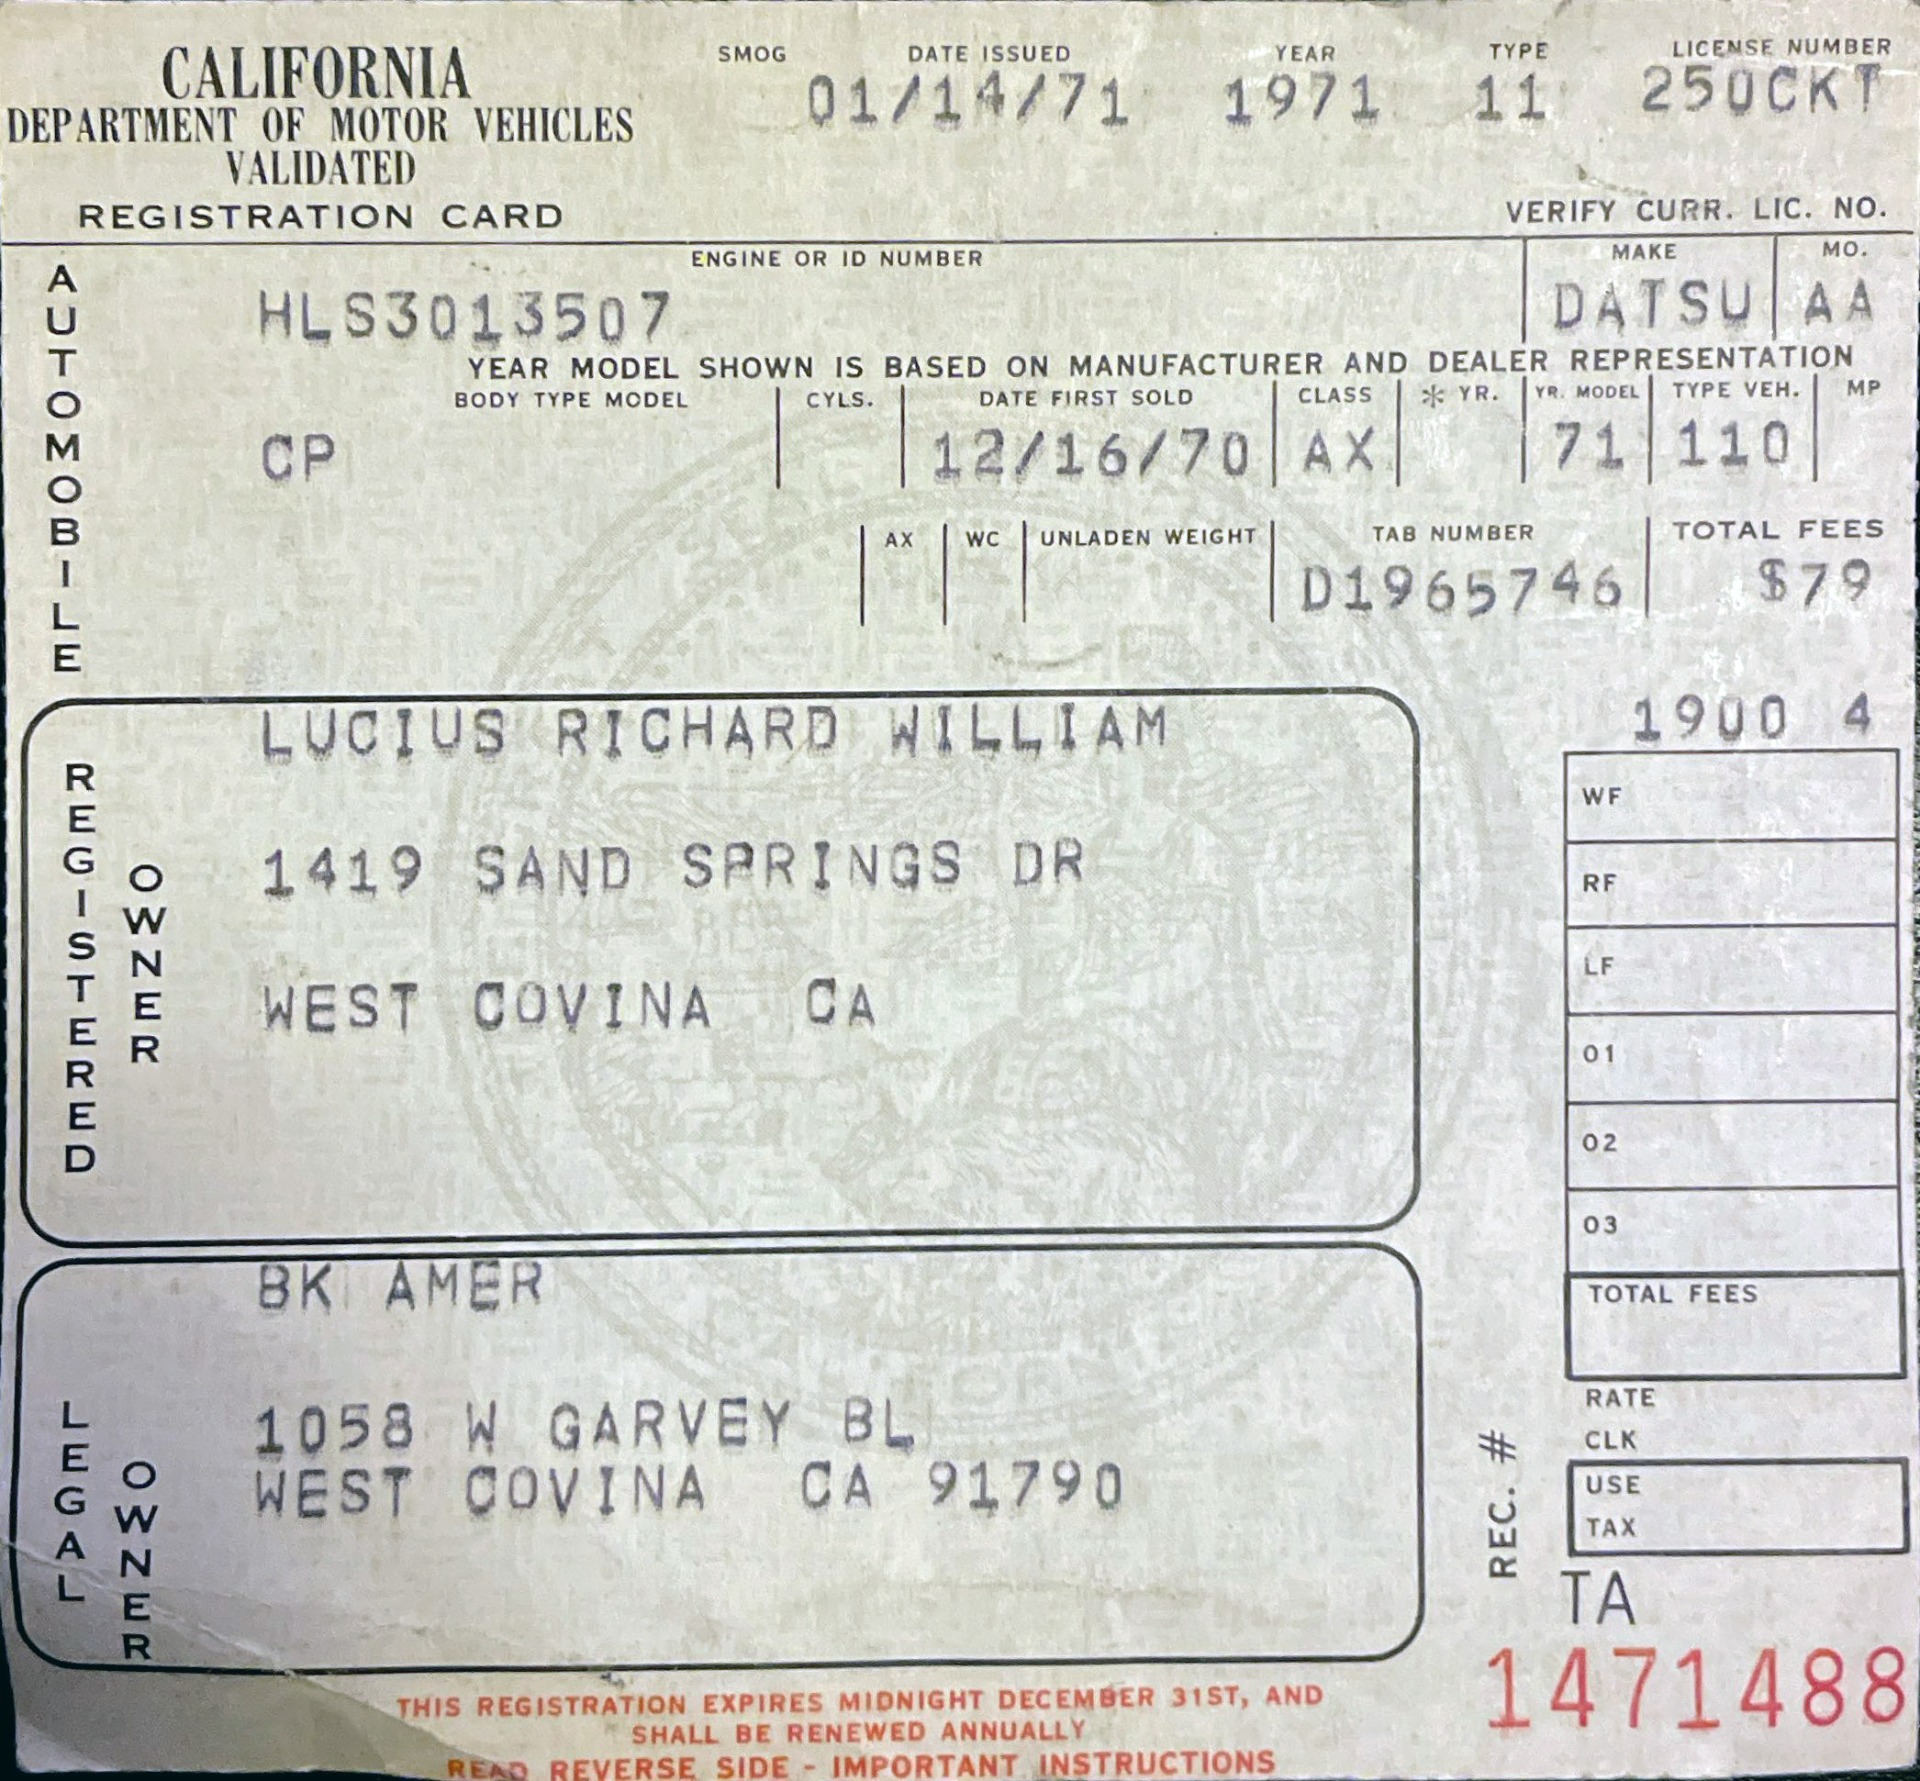 CALIFORNIA
DEPARTMENT OF MOTOR VEHICLES
VALIDATED
REGISTRATION CARD
SMOG DATE ISSUED YEAR TYPE LICENSE NUMBER
01/14/71 1971 11 250CKT
VERIFY CURR. LIC. NO.
AUTOMOBILE
ENGINE OR ID NUMBER MAKE MO.
HLS3013507 DATSU AA
YEAR MODEL SHOWN IS BASED ON MANUFACTURER AND DEALER REPRESENTATION
BODY TYPE MODEL CYLS. DATE FIRST SOLD CLASS * YR. YR. MODEL TYPE VEH. MP
CP 12/16/70 AX 71 110
AX WC UNLADEN WEIGHT TAB NUMBER TOTAL FEES
D1965746 $79
REGISTERED OWNER
LUCIUS RICHARD WILLIAM
1419 SAND SPRINGS DR
WEST COVINA CA
1900 4
WF
RF
LF
01
02
03
TOTAL FEES
LEGAL OWNER
BK AMER
1058 W GARVEY BL
WEST COVINA CA 91790
RATE
CLK
USE
TAX
REC. #
TA
1471488
THIS REGISTRATION EXPIRES MIDNIGHT DECEMBER 31ST, AND
SHALL BE RENEWED ANNUALLY
READ REVERSE SIDE - IMPORTANT INSTRUCTIONS